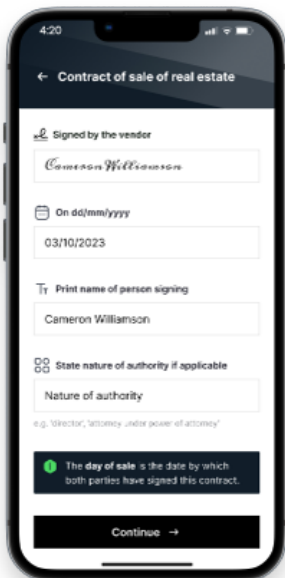 4:20
← Contract of sale of real estate
Signed by the vendor
Cameron Williamson
On dd/mm/yyyy
03/10/2023
Tт Print name of person signing
Cameron Williamson
State nature of authority if applicable
Nature of authority
e.g. 'director', 'attorney under power of attorney'
The day of sale is the date by which
both parties have signed this contract.
Continue →